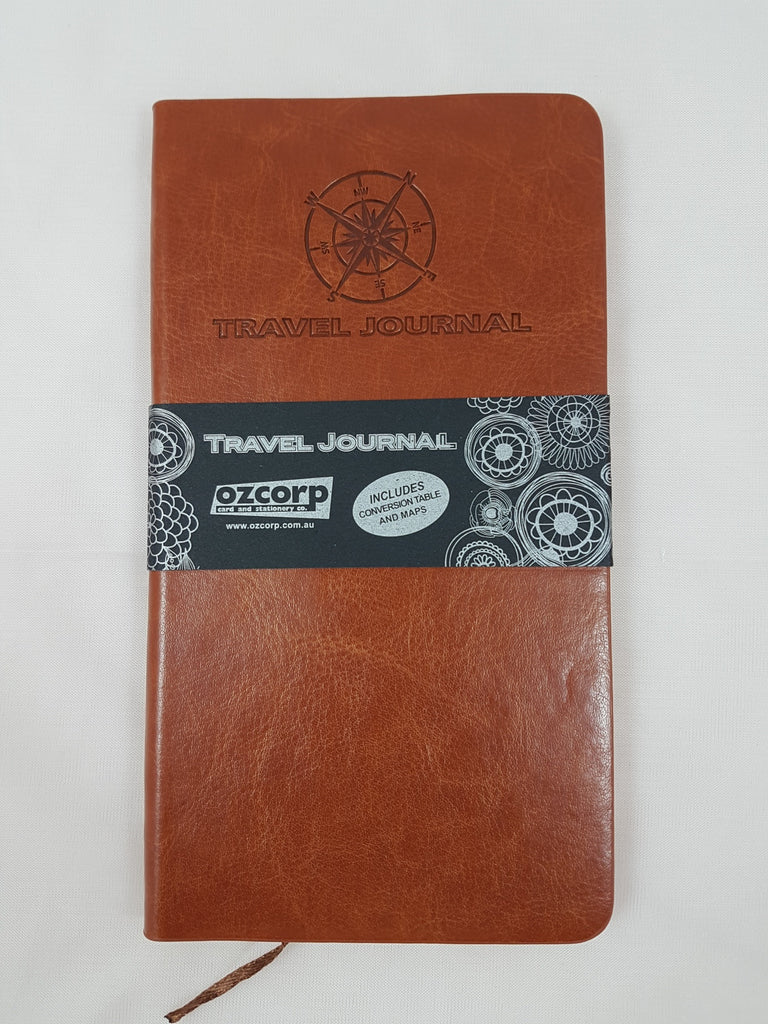 N
NW
W
NE
SW
E
SE
S
TRAVEL JOURNAL
TRAVEL JOURNAL
ozcorp
card and stationery co.
www.ozcorp.com.au
INCLUDES
CONVERSION TABLE
AND MAPS